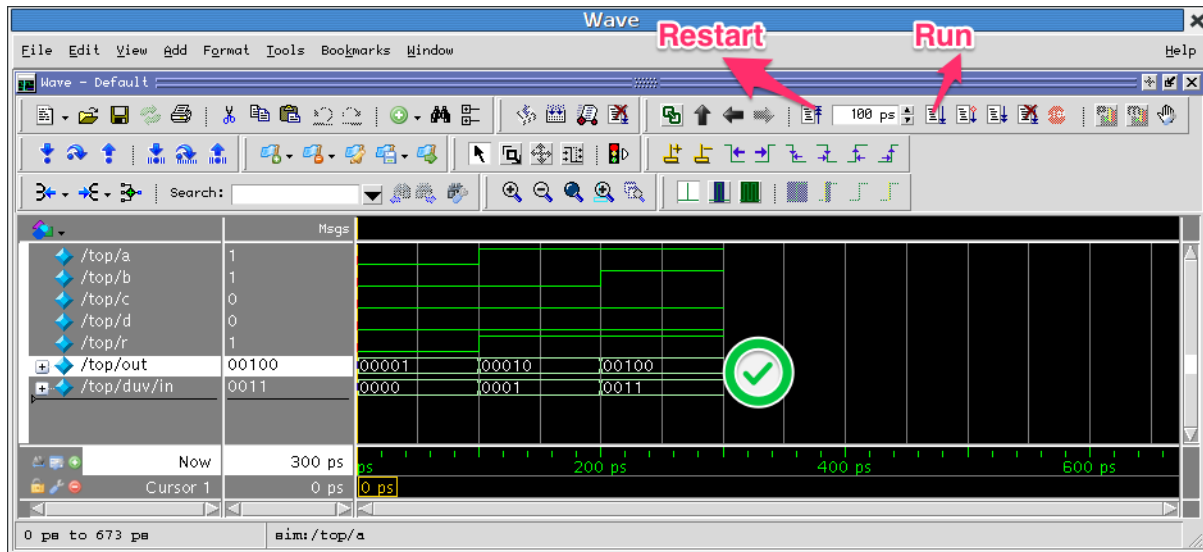 Wave
Restart
Run
File Edit View Add Format Tools Bookmarks Window Help
Wave - Default
100 ps
Search:
Msgs
/top/a 1
/top/b 1
/top/c 0
/top/d 0
/top/r 1
/top/out 00100 00001 00010 00100
/top/duv/in 0011 0000 0001 0011
Now 300 ps ps 200 ps 400 ps 600 ps
Cursor 1 0 ps 0 ps
0 ps to 673 ps sim:/top/a